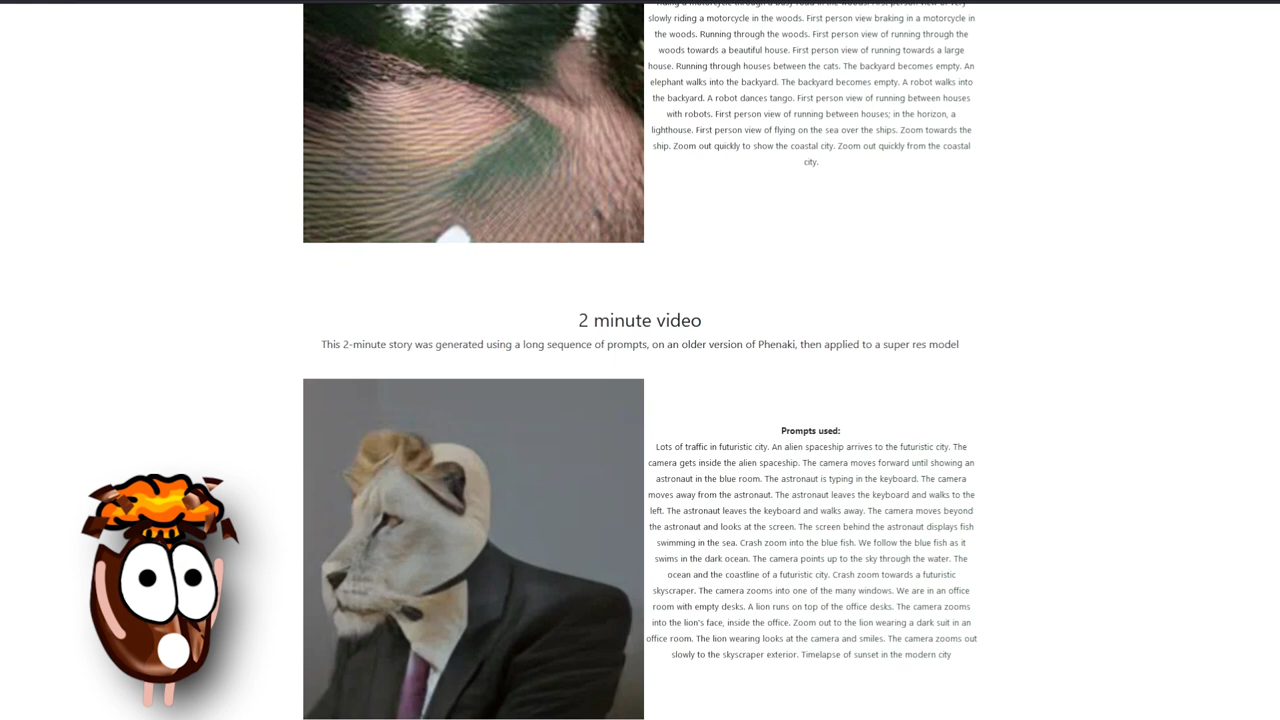 Riding a motorcycle through a busy road in the woods. First person view of very
slowly riding a motorcycle in the woods. First person view braking in a motorcycle in
the woods. Running through the woods. First person view of running through the
woods towards a beautiful house. First person view of running towards a large
house. Running through houses between the cats. The backyard becomes empty. An
elephant walks into the backyard. The backyard becomes empty. A robot walks into
the backyard. A robot dances tango. First person view of running between houses
with robots. First person view of running between houses; in the horizon, a
lighthouse. First person view of flying on the sea over the ships. Zoom towards the
ship. Zoom out quickly to show the coastal city. Zoom out quickly from the coastal
city.
2 minute video
This 2-minute story was generated using a long sequence of prompts, on an older version of Phenaki, then applied to a super res model
Prompts used:
Lots of traffic in futuristic city. An alien spaceship arrives to the futuristic city. The
camera gets inside the alien spaceship. The camera moves forward until showing an
astronaut in the blue room. The astronaut is typing in the keyboard. The camera
moves away from the astronaut. The astronaut leaves the keyboard and walks to the
left. The astronaut leaves the keyboard and walks away. The camera moves beyond
the astronaut and looks at the screen. The screen behind the astronaut displays fish
swimming in the sea. Crash zoom into the blue fish. We follow the blue fish as it
swims in the dark ocean. The camera points up to the sky through the water. The
ocean and the coastline of a futuristic city. Crash zoom towards a futuristic
skyscraper. The camera zooms into one of the many windows. We are in an office
room with empty desks. A lion runs on top of the office desks. The camera zooms
into the lion's face, inside the office. Zoom out to the lion wearing a dark suit in an
office room. The lion wearing looks at the camera and smiles. The camera zooms out
slowly to the skyscraper exterior. Timelapse of sunset in the modern city